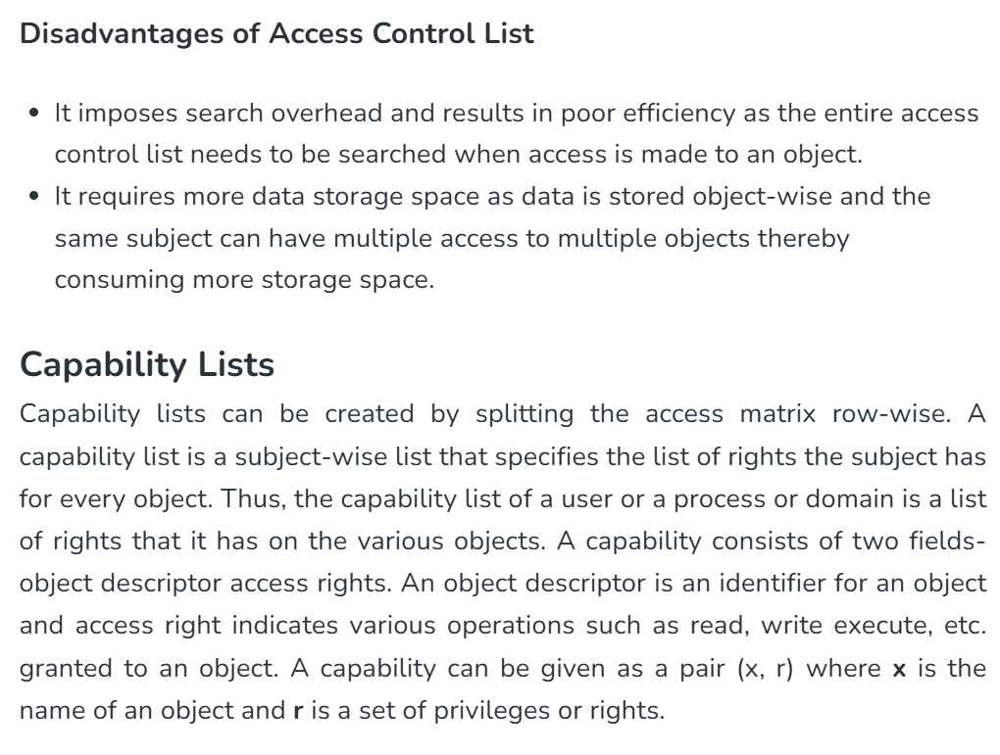 Disadvantages of Access Control List
• It imposes search overhead and results in poor efficiency as the entire access
control list needs to be searched when access is made to an object.
• It requires more data storage space as data is stored object-wise and the
same subject can have multiple access to multiple objects thereby
consuming more storage space.
Capability Lists
Capability lists can be created by splitting the access matrix row-wise. A
capability list is a subject-wise list that specifies the list of rights the subject has
for every object. Thus, the capability list of a user or a process or domain is a list
of rights that it has on the various objects. A capability consists of two fields-
object descriptor access rights. An object descriptor is an identifier for an object
and access right indicates various operations such as read, write execute, etc.
granted to an object. A capability can be given as a pair (x, r) where x is the
name of an object and r is a set of privileges or rights.